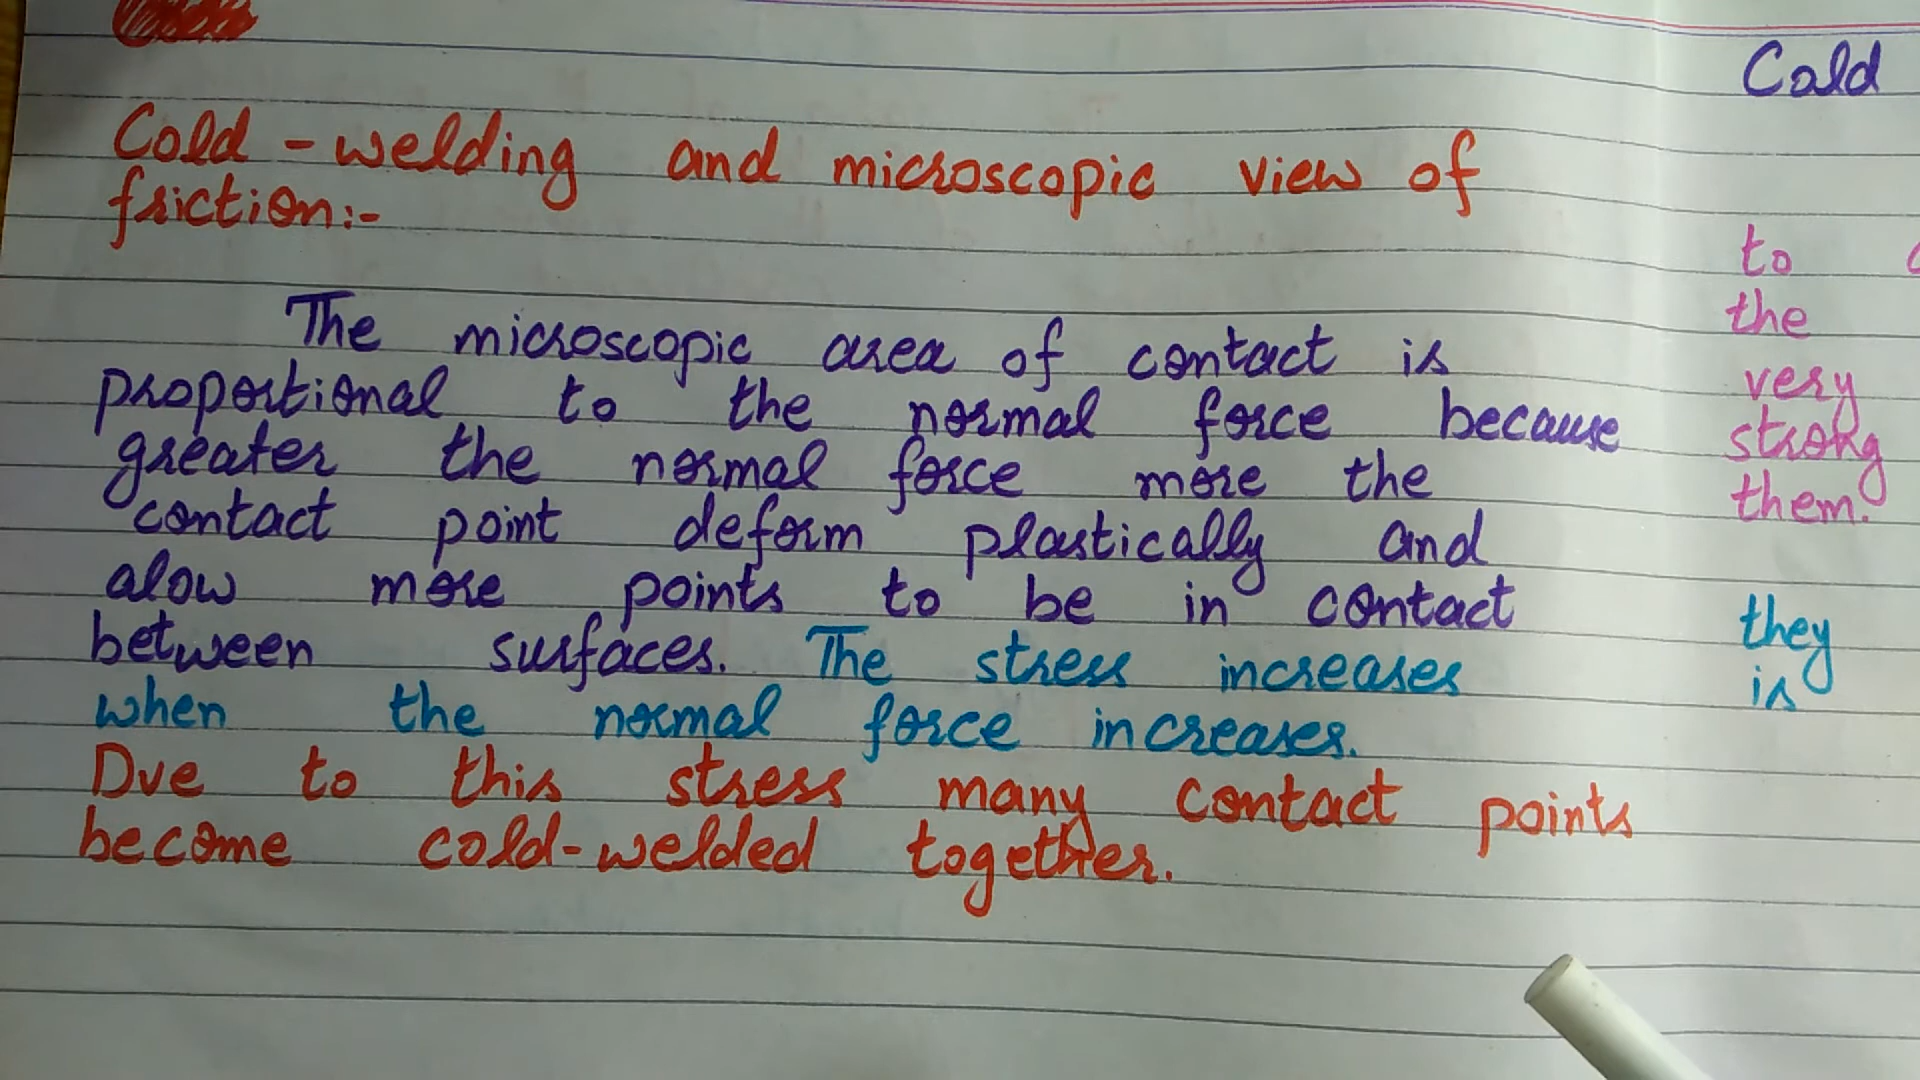 Cold - welding and microscopic view of
friction:-
The microscopic area of contact is
proportional to the normal force because
greater the normal force more the
contact point deform plastically and
alow more points to be in contact
between surfaces. The stress increases
when the normal force increases.
Due to this stress many contact points
become cold-welded together.
Cold
to
the
very
strong
them.
they
is